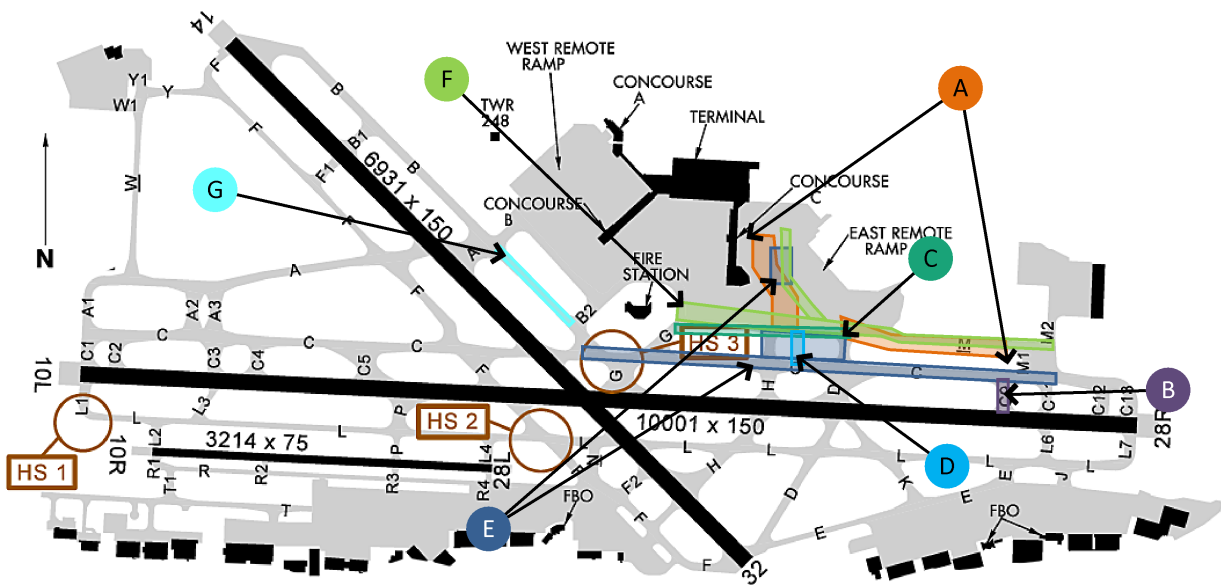 14
WEST REMOTE
RAMP
F
A
F
Y1
Y
W1
B
CONCOURSE
A
TWR
248
TERMINAL
F
B1
B
6931 x 150
F1
W
G
CONCOURSE
B
CONCOURSE
C
F
EAST REMOTE
RAMP
N
A
A
FIRE
STATION
C
F
A1
A2
A3
B2
C
C
C
G
HS 3
M
M2
M1
10L
C1
C2
C3
C4
C5
F
G
H
D
C
C9
C11
C12
C13
B
L1
L
L3
P
HS 2
10001 x 150
28R
10R
L2
3214 x 75
L
P
L4
28L
L
L
L
L
L6
L7
L
HS 1
R1
R
R2
R3
R4
N1
H
D
K
E
E
J
T1
T
F2
F
FBO
E
E
FBO
D
F
32